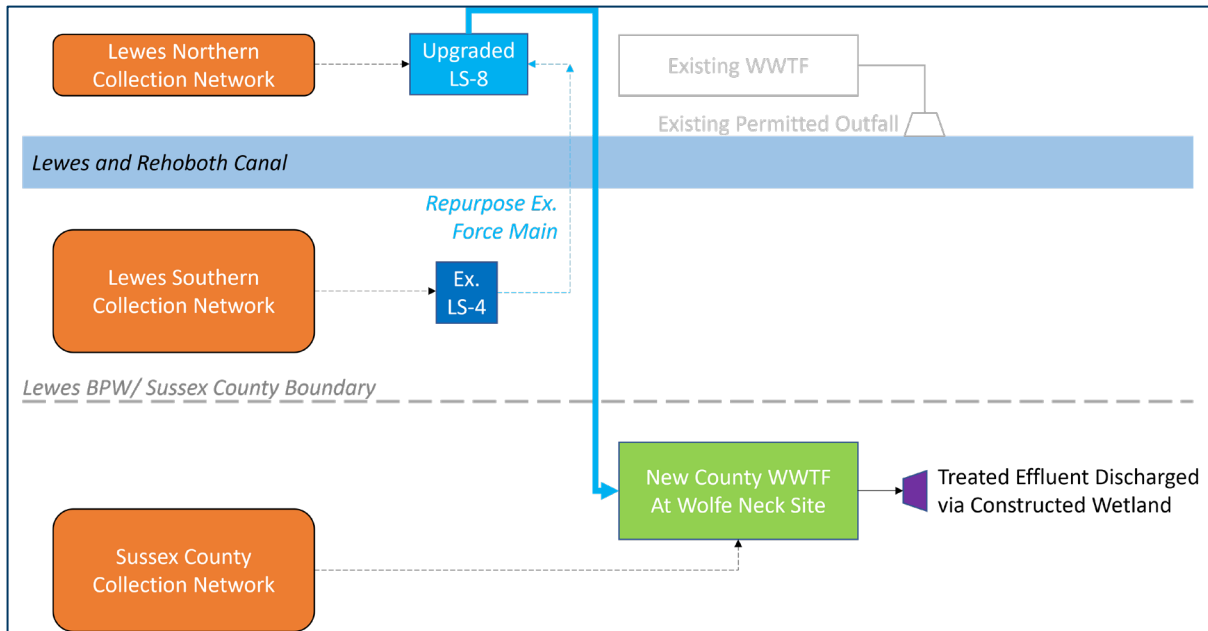 Lewes Northern
Collection Network
Upgraded
LS-8
Existing WWTF
Existing Permitted Outfall
Lewes and Rehoboth Canal
Repurpose Ex.
Force Main
Lewes Southern
Collection Network
Ex.
LS-4
Lewes BPW/ Sussex County Boundary
New County WWTF
At Wolfe Neck Site
Treated Effluent Discharged
via Constructed Wetland
Sussex County
Collection Network